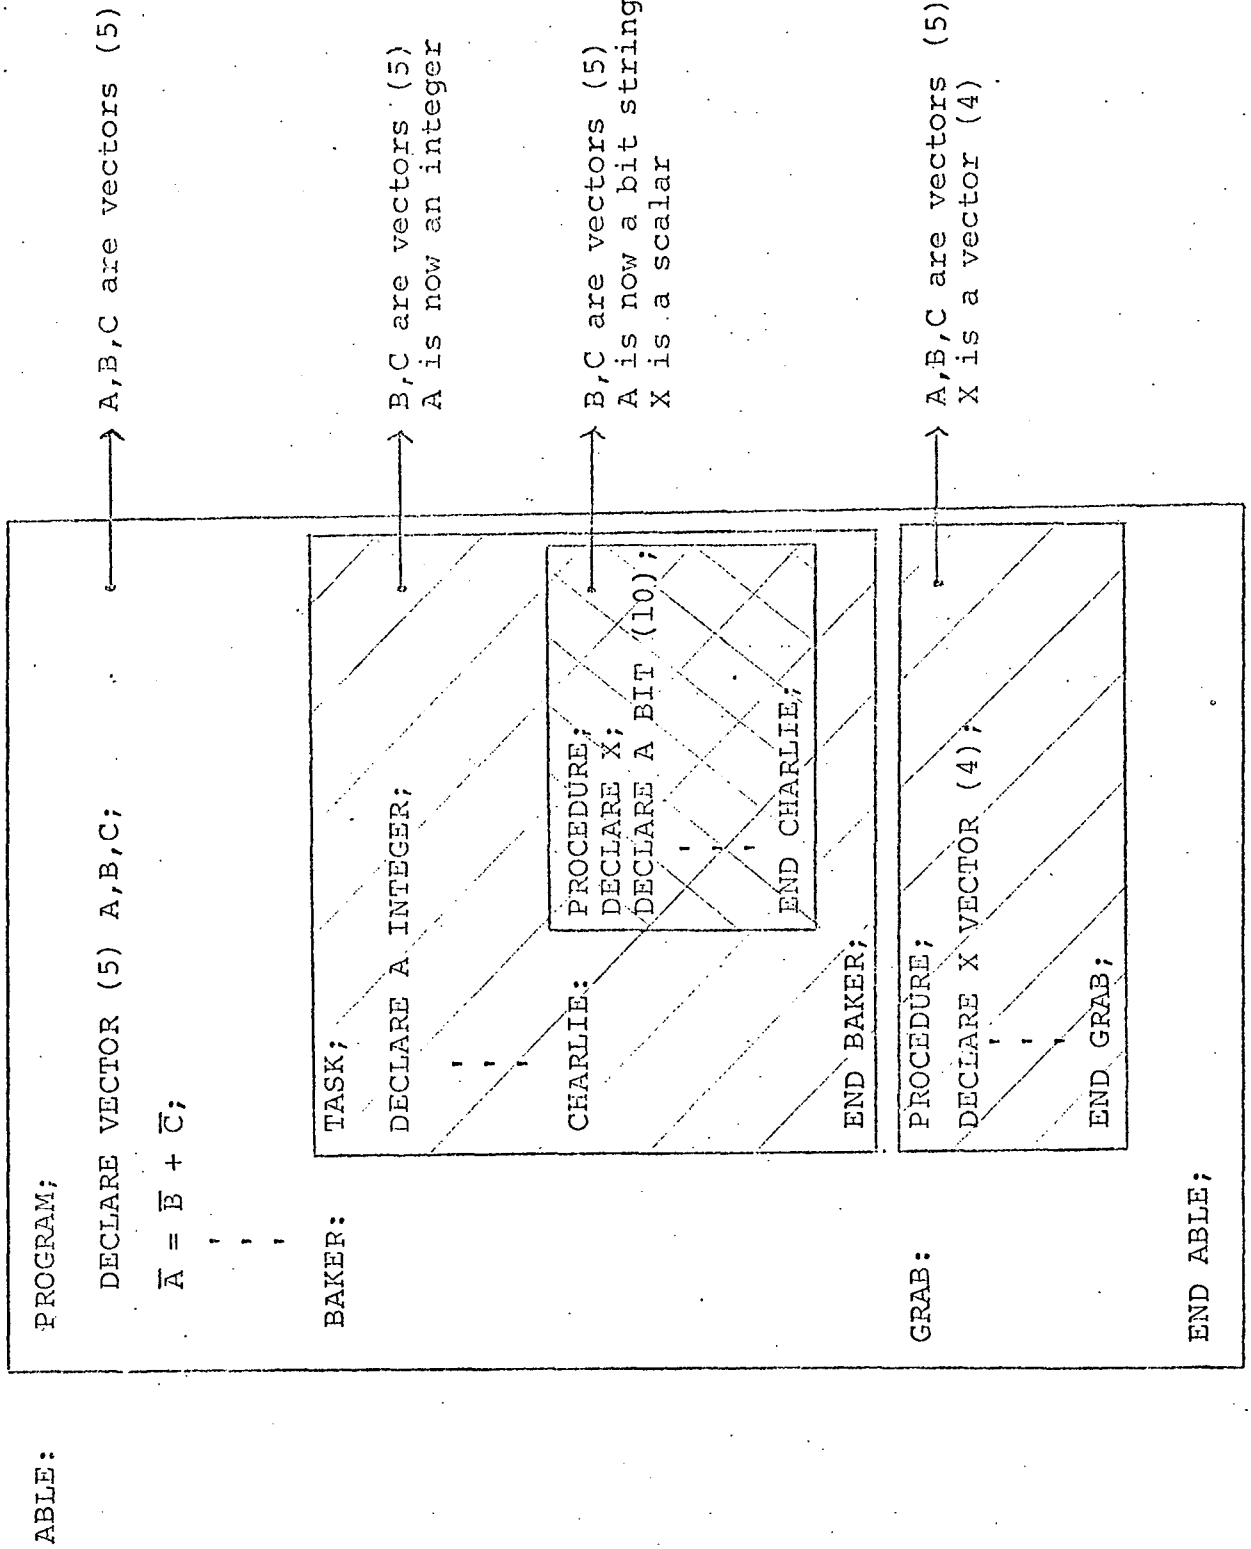 ABLE: PROGRAM;
DECLARE VECTOR (5) A,B,C; A,B,C are vectors (5)
A̅ = B̅ + C̅;
'
'
'
BAKER: TASK;
DECLARE A INTEGER; B,C are vectors (5)
A is now an integer
'
'
'
CHARLIE: PROCEDURE; B,C are vectors (5)
DECLARE X; A is now a bit string
DECLARE A BIT (10); X is a scalar
'
'
'
END CHARLIE;
END BAKER;
GRAB: PROCEDURE; A,B,C are vectors (5)
DECLARE X VECTOR (4); X is a vector (4)
'
'
'
END GRAB;
END ABLE;